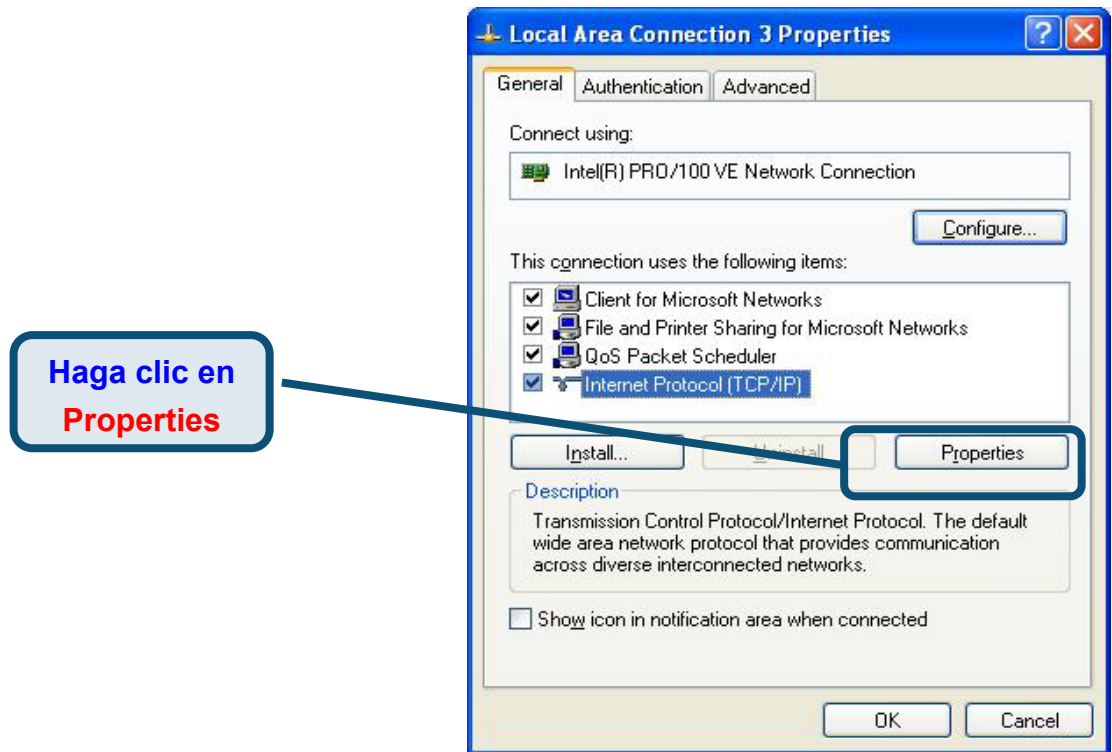 Local Area Connection 3 Properties
General Authentication Advanced
Connect using:
Intel(R) PRO/100 VE Network Connection
Configure...
This connection uses the following items:
Client for Microsoft Networks
File and Printer Sharing for Microsoft Networks
QoS Packet Scheduler
Internet Protocol (TCP/IP)
Haga clic en
Properties
Install... Uninstall Properties
Description
Transmission Control Protocol/Internet Protocol. The default
wide area network protocol that provides communication
across diverse interconnected networks.
Show icon in notification area when connected
OK Cancel